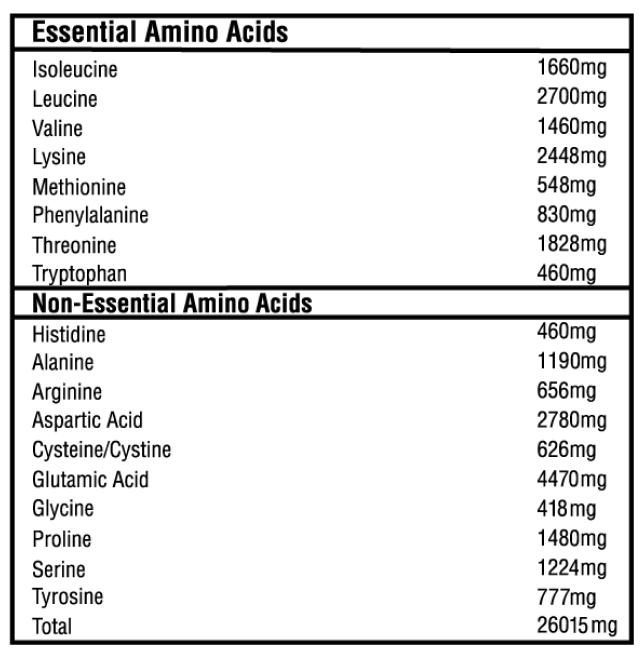 Essential Amino Acids
Isoleucine 1660mg
Leucine 2700mg
Valine 1460mg
Lysine 2448mg
Methionine 548mg
Phenylalanine 830mg
Threonine 1828mg
Tryptophan 460mg
Non-Essential Amino Acids
Histidine 460mg
Alanine 1190mg
Arginine 656mg
Aspartic Acid 2780mg
Cysteine/Cystine 626mg
Glutamic Acid 4470mg
Glycine 418mg
Proline 1480mg
Serine 1224mg
Tyrosine 777mg
Total 26015mg